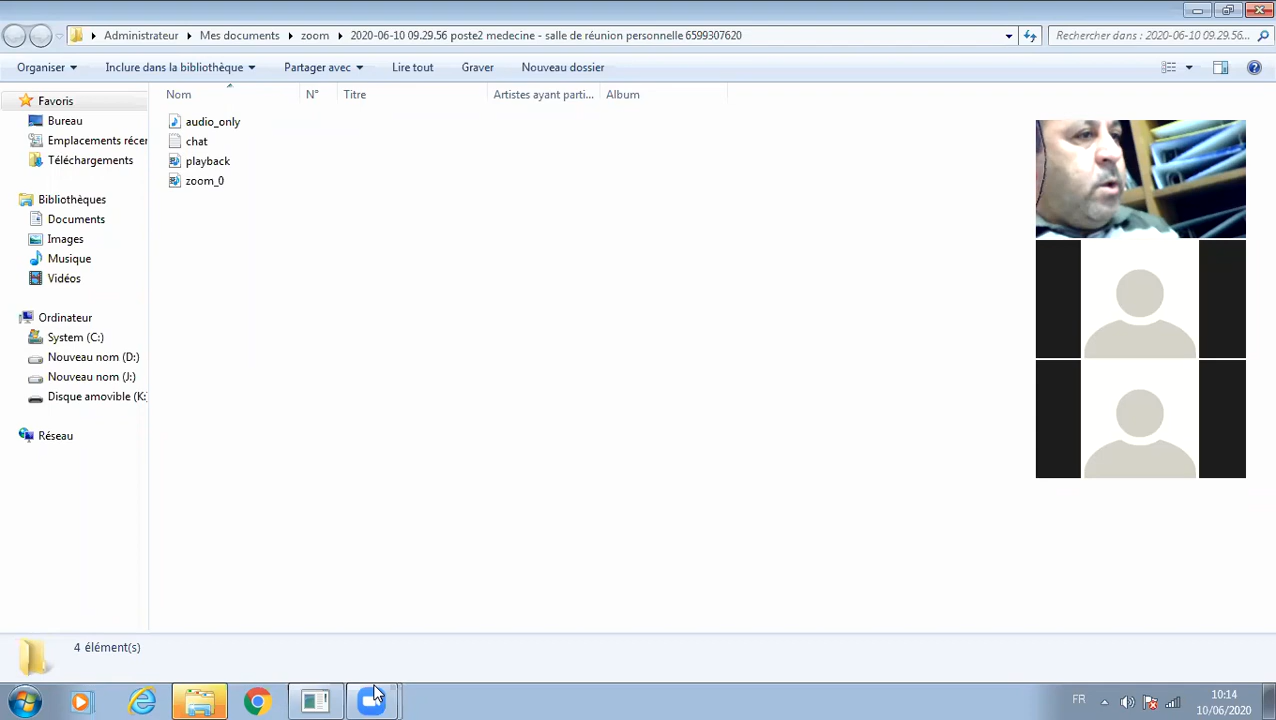 Administrateur
Mes documents
zoom
2020-06-10 09.29.56 poste2 medecine - salle de réunion personnelle 6599307620
Rechercher dans : 2020-06-10 09.29.56...
Organiser
Inclure dans la bibliothèque
Partager avec
Lire tout
Graver
Nouveau dossier
Nom
N°
Titre
Artistes ayant parti...
Album
Favoris
Bureau
Emplacements récer
Téléchargements
Bibliothèques
Documents
Images
Musique
Vidéos
Ordinateur
System (C:)
Nouveau nom (D:)
Nouveau nom (J:)
Disque amovible (K:
Réseau
audio_only
chat
playback
zoom_0
4 élément(s)
FR
10:14
10/06/2020